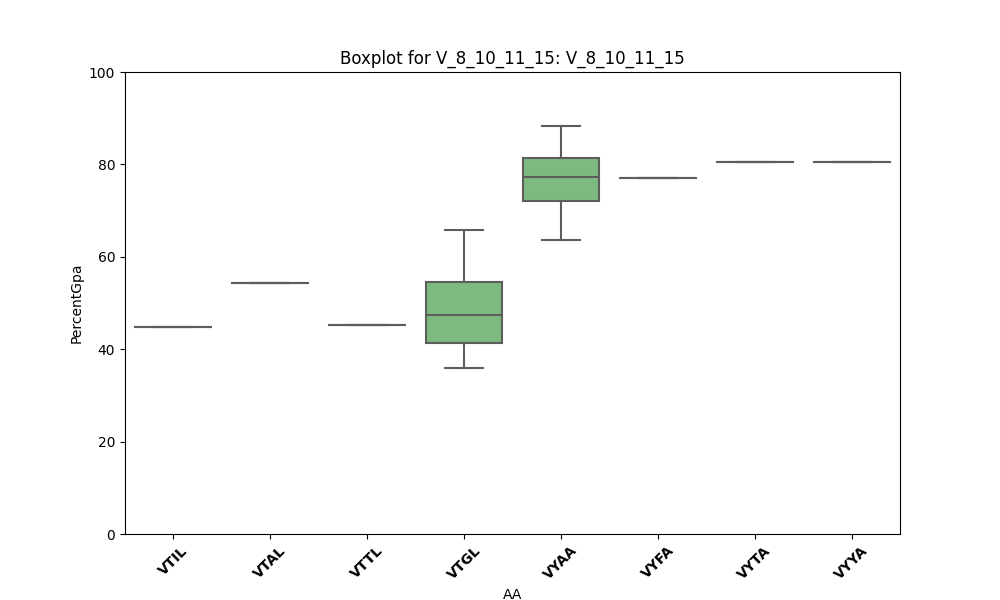 Boxplot for V_8_10_11_15: V_8_10_11_15
100
80
60
40
20
0
PercentGpa
VTIL
VTAL
VTTL
VTGL
VYAA
VYFA
VYTA
VYYA
AA